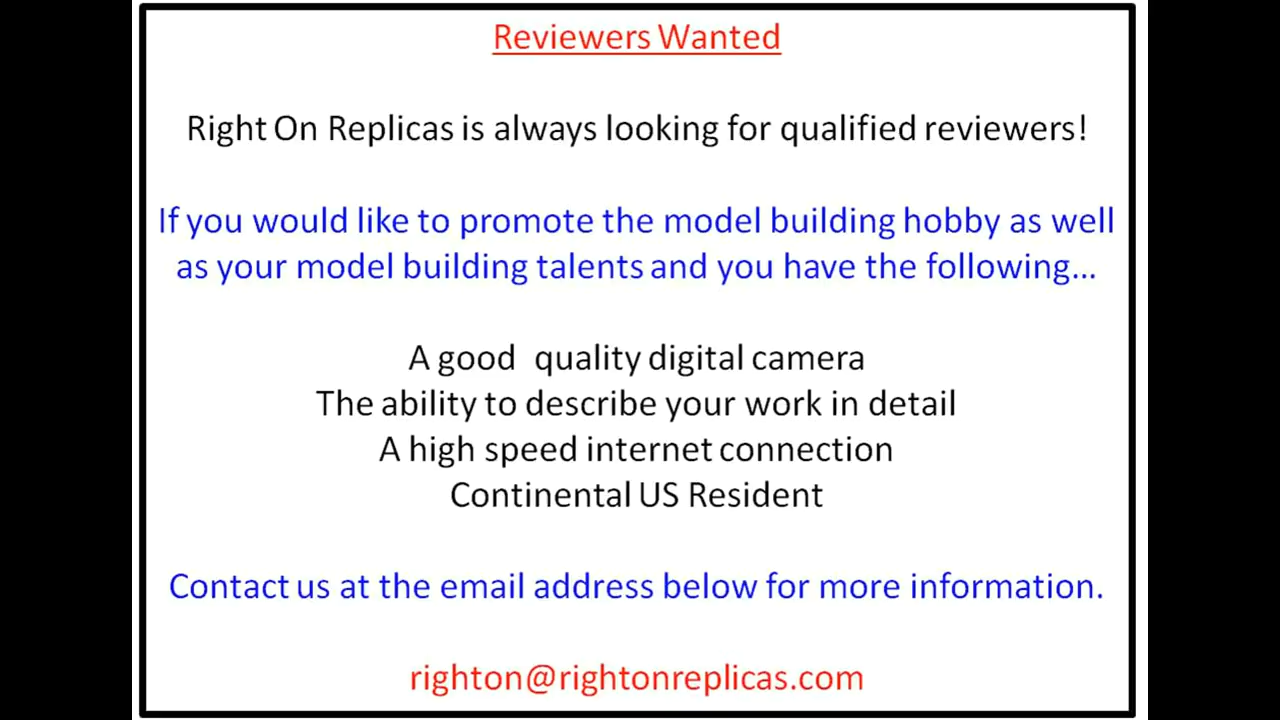 Reviewers Wanted
Right On Replicas is always looking for qualified reviewers!
If you would like to promote the model building hobby as well
as your model building talents and you have the following...
A good  quality digital camera
The ability to describe your work in detail
A high speed internet connection
Continental US Resident
Contact us at the email address below for more information.
righton@rightonreplicas.com